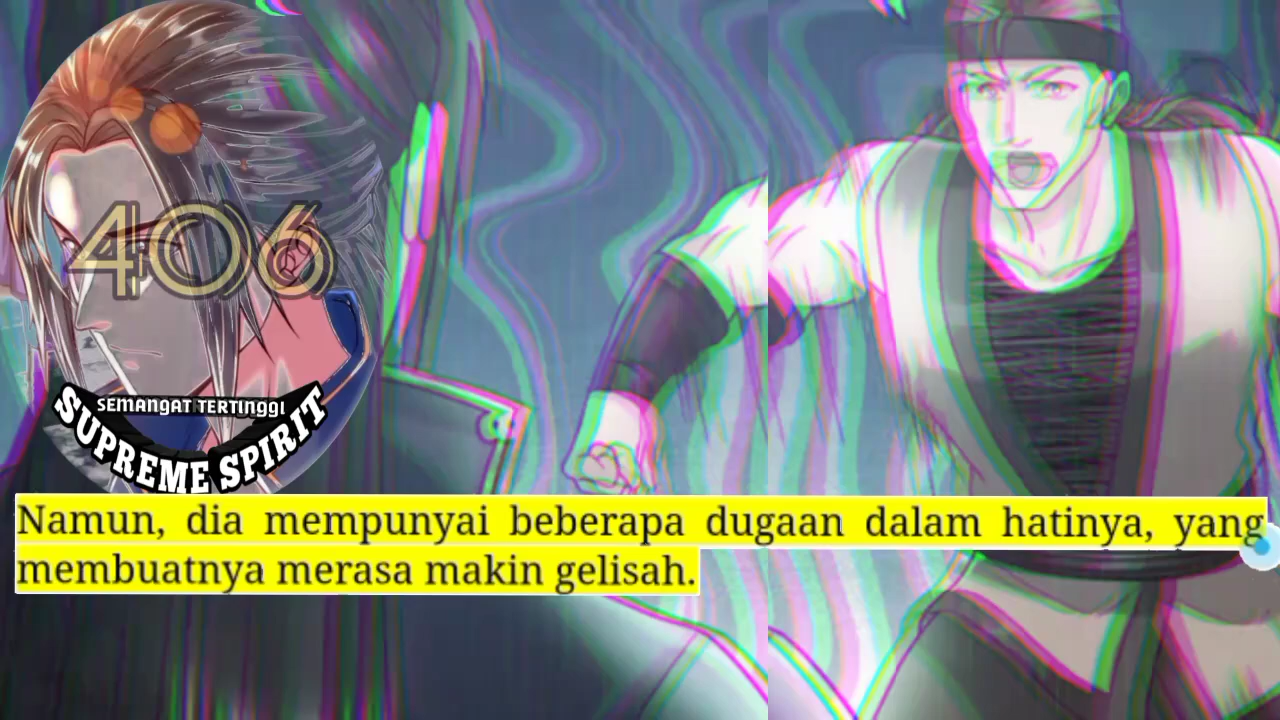 406
SEMANGAT TERTINGGI
SUPREME SPIRIT
Namun, dia mempunyai beberapa dugaan dalam hatinya, yang
membuatnya merasa makin gelisah.